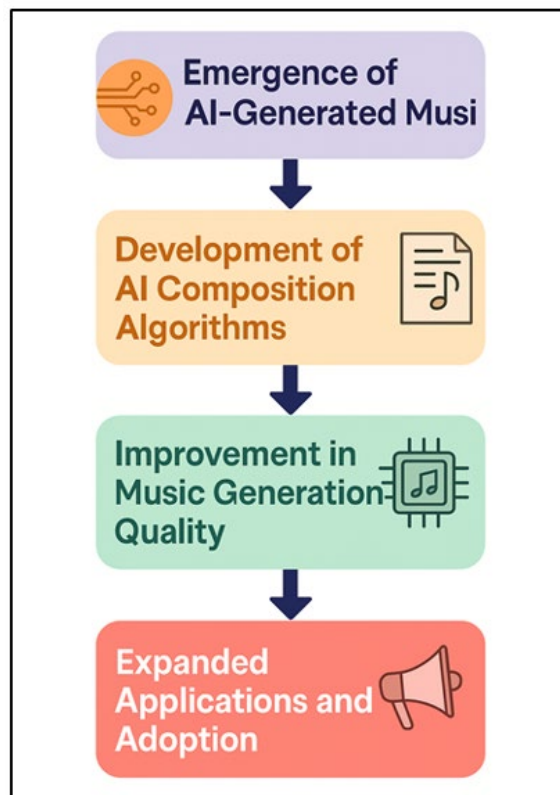 Emergence of
AI-Generated Musi
Development of
AI Composition
Algorithms
Improvement in
Music Generation
Quality
Expanded
Applications and
Adoption